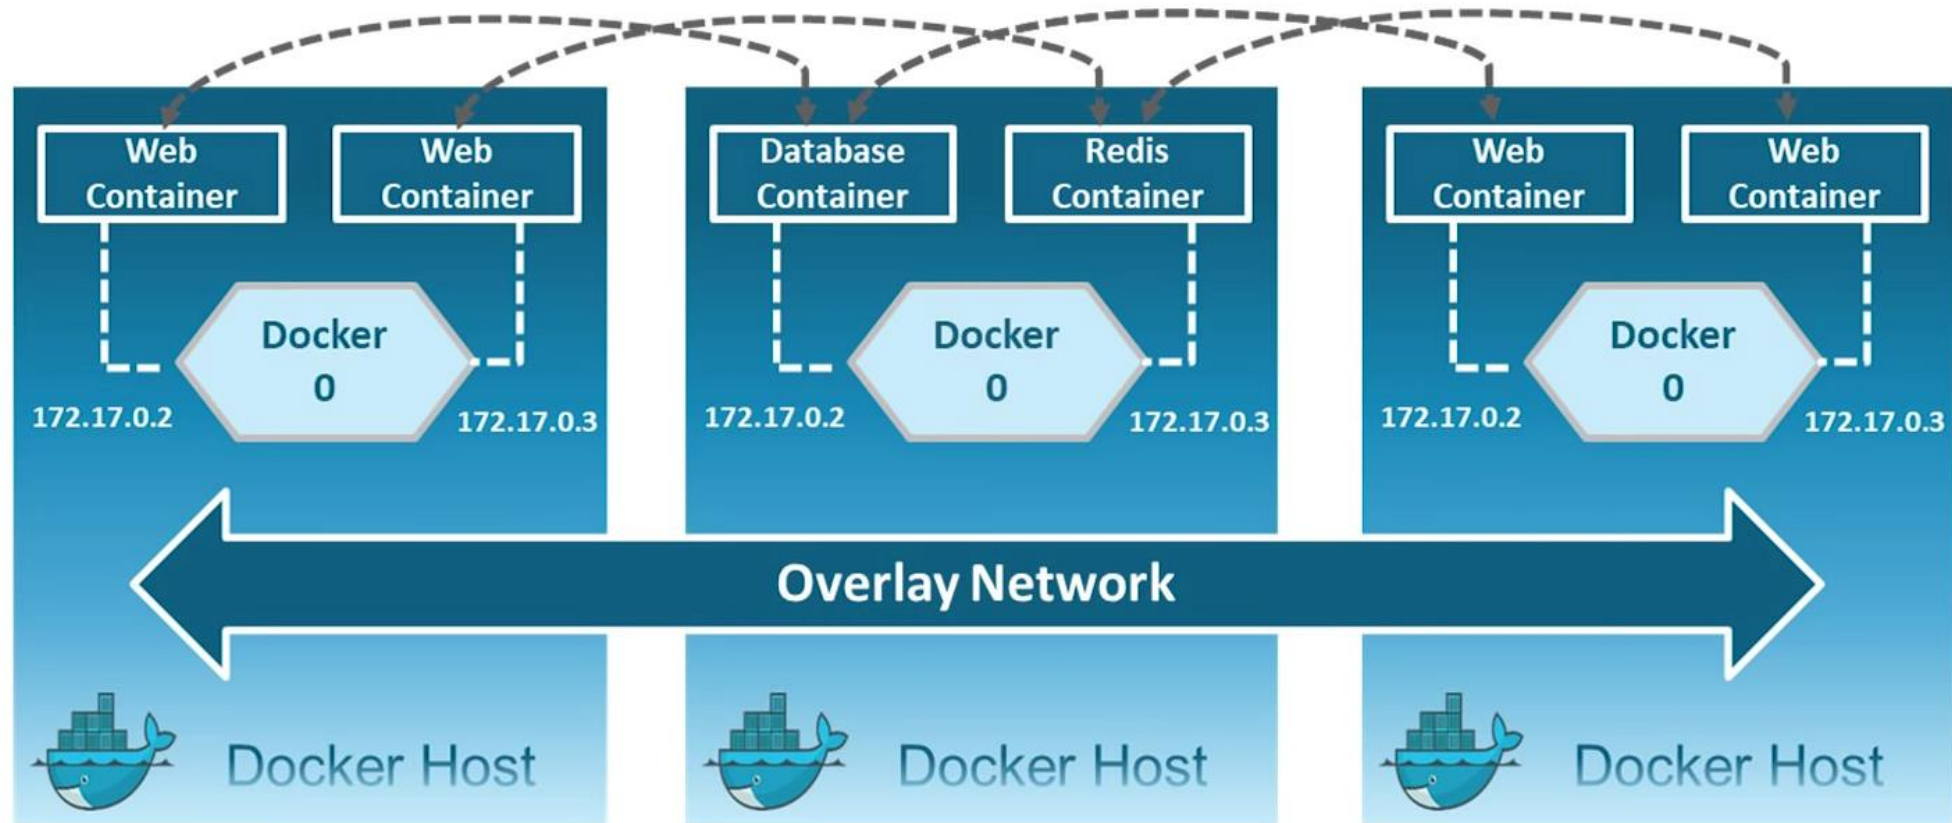 Web
Container
Web
Container
Docker
0
172.17.0.2
172.17.0.3
Database
Container
Redis
Container
Docker
0
172.17.0.2
172.17.0.3
Web
Container
Web
Container
Docker
0
172.17.0.2
172.17.0.3
Overlay Network
Docker Host
Docker Host
Docker Host